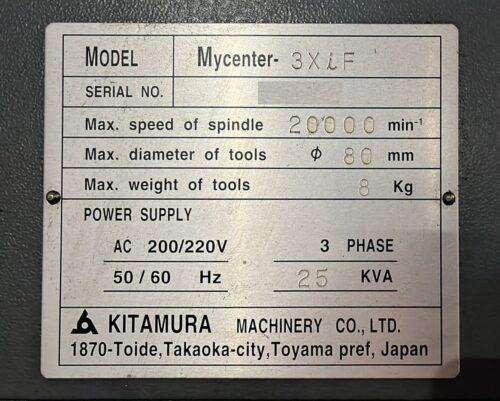 MODEL Mycenter- 3XiF
SERIAL NO.
Max. speed of spindle 20000 min-1
Max. diameter of tools φ 80 mm
Max. weight of tools 8 Kg
POWER SUPPLY
AC 200/220V 3 PHASE
50/60 Hz 25 KVA
KITAMURA MACHINERY CO., LTD.
1870-Toide,Takaoka-city,Toyama pref, Japan